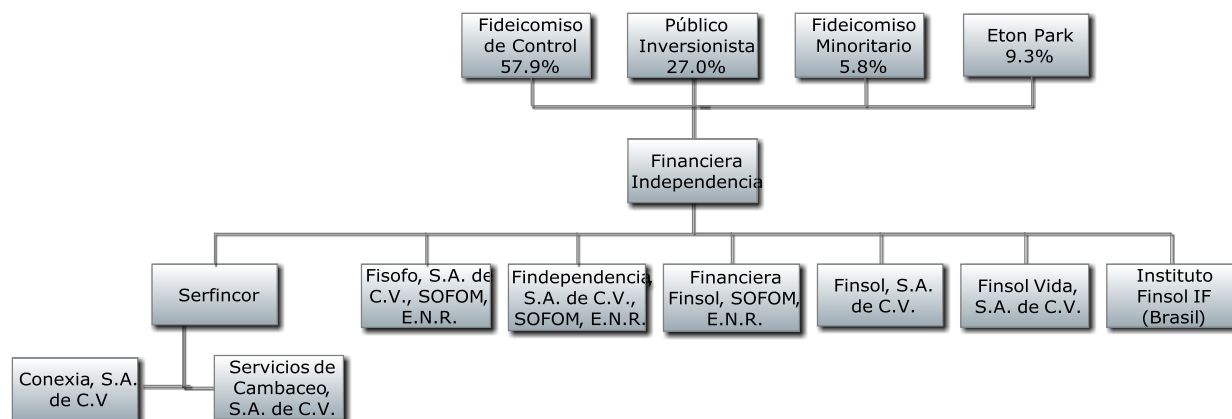 Fideicomiso
de Control
57.9%
Público
Inversionista
27.0%
Fideicomiso
Minoritario
5.8%
Eton Park
9.3%
Financiera
Independencia
Serfincor
Fisofo, S.A. de
C.V., SOFOM,
E.N.R.
Findependencia,
S.A. de C.V.,
SOFOM, E.N.R.
Financiera
Finsol, SOFOM,
E.N.R.
Finsol, S.A.
de C.V.
Finsol Vida,
S.A. de C.V.
Instituto
Finsol IF
(Brasil)
Conexia, S.A.
de C.V
Servicios de
Cambaceo,
S.A. de C.V.